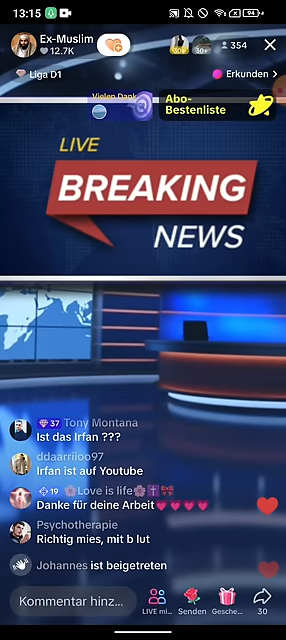 13:15
94
Ex-Muslim
12.7K
30+
354
Liga D1
Erkunden >
Vielen Dank
Abo-
Bestenliste
LIVE
BREAKING
NEWS
37 Tony Montana
Ist das Irfan ???
ddaarriioo97
Irfan ist auf Youtube
19 🌸Love is life🌸
Danke für deine Arbeit💗💗💗💗
Psychotherapie
Richtig mies, mit b lut
Johannes ist beigetreten
Kommentar hinz...
LIVE mi...
Senden
Gesche...
30